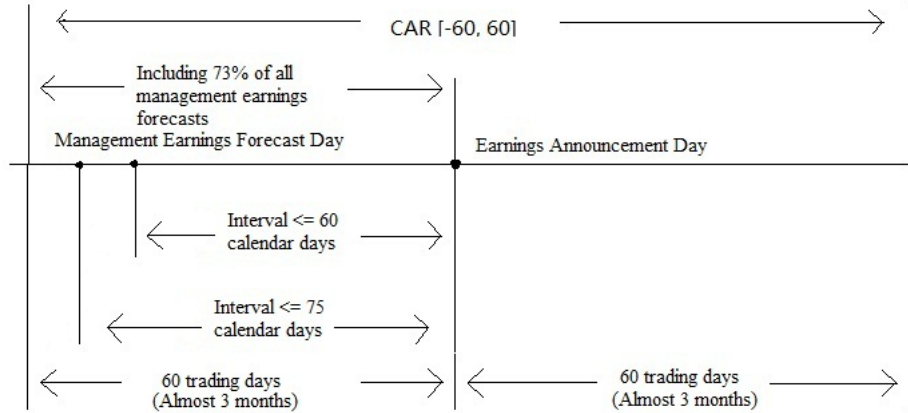 CAR [-60, 60]
Including 73% of all
management earnings
forecasts
Management Earnings Forecast Day
Earnings Announcement Day
Interval <= 60
calendar days
Interval <= 75
calendar days
60 trading days
(Almost 3 months)
60 trading days
(Almost 3 months)